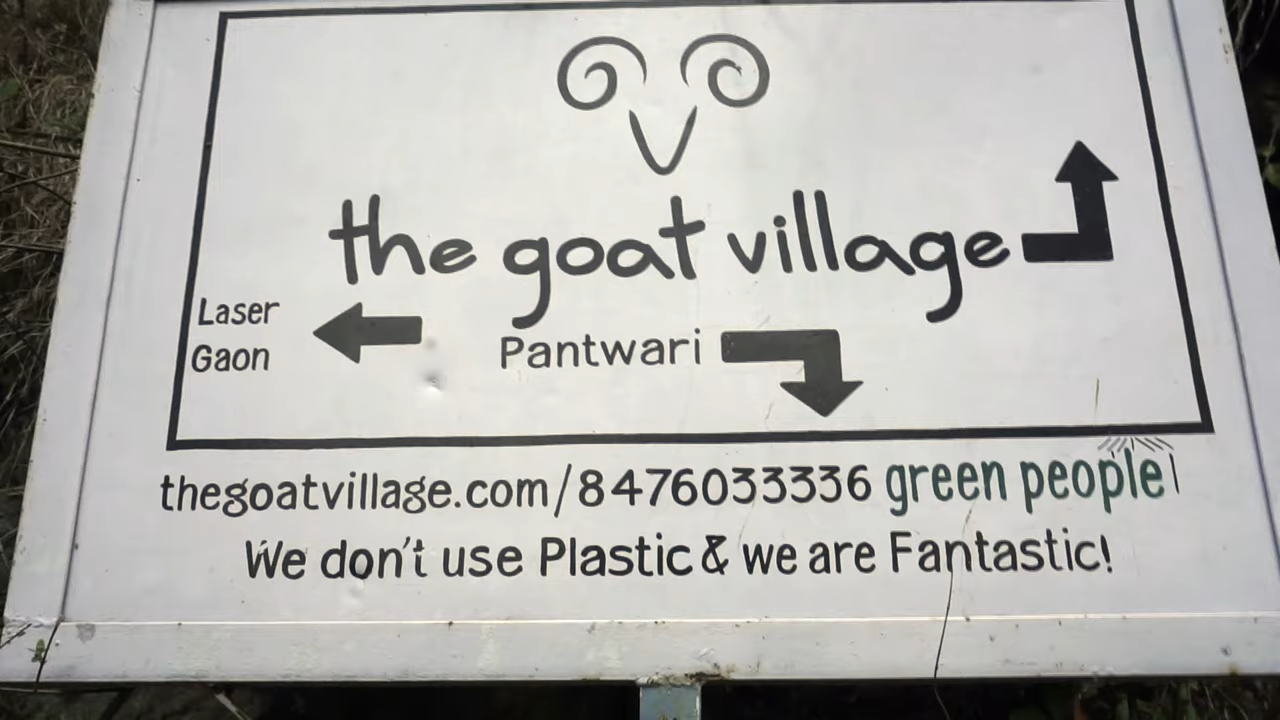 the goat village
Laser
Gaon
Pantwari
thegoatvillage.com/8476033336 green people
We don't use Plastic & we are Fantastic!